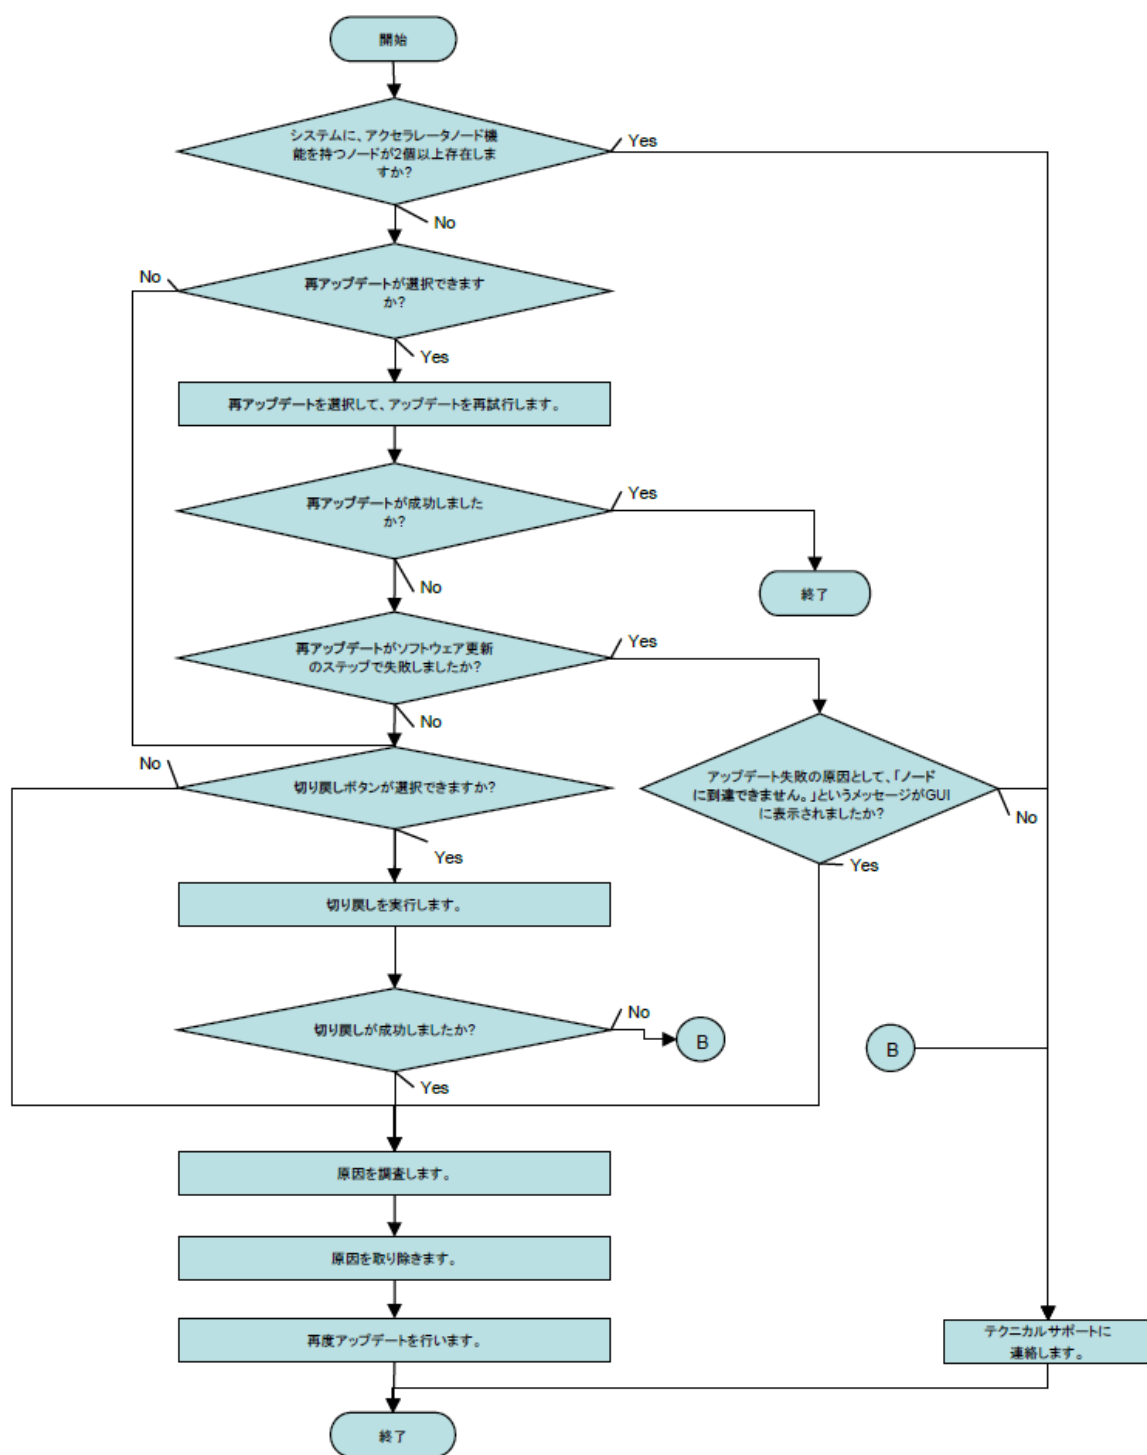 開始
システムに、アクセラレータノード機
能を持つノードが2個以上存在しま
すか?
Yes
No
再アップデートが選択できます
か?
No
Yes
再アップデートを選択して、アップデートを再試行します。
再アップデートが成功しました
か?
Yes
No
終了
再アップデートがソフトウェア更新
のステップで失敗しましたか?
Yes
No
切り戻しボタンが選択できますか?
No
Yes
アップデート失敗の原因として、「ノード
に到達できません。」というメッセージがGUI
に表示されましたか?
No
Yes
切り戻しを実行します。
切り戻しが成功しましたか?
No
B
B
Yes
原因を調査します。
原因を取り除きます。
再度アップデートを行います。
テクニカルサポートに
連絡します。
終了